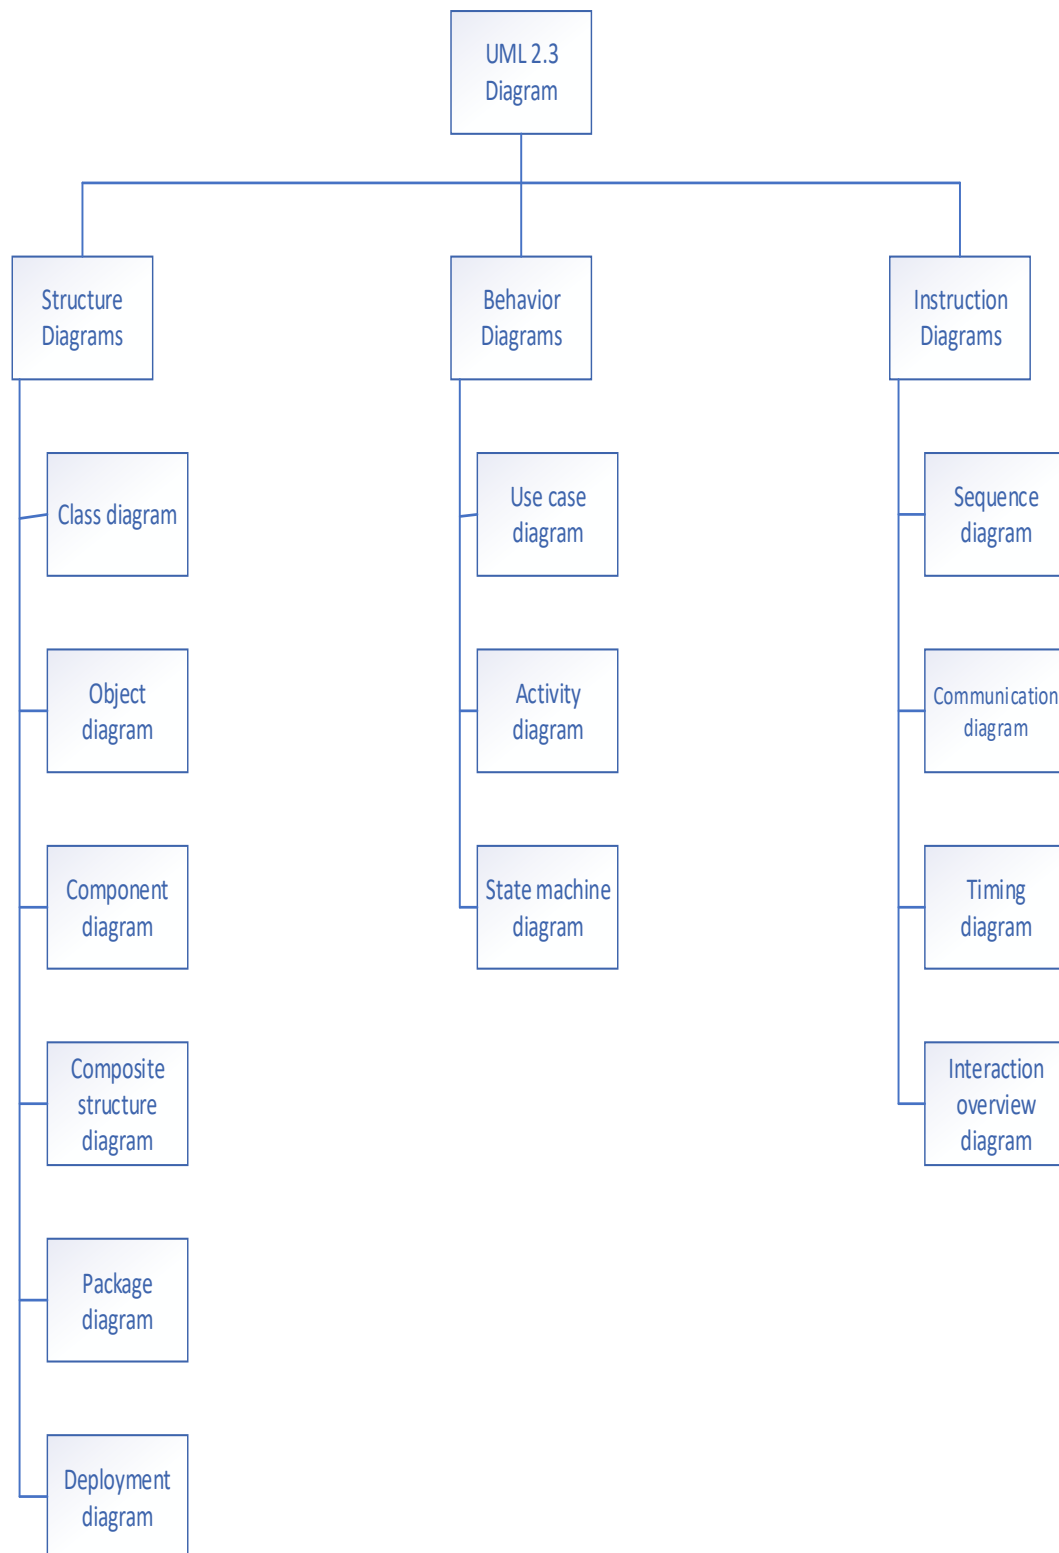 UML 2.3
Diagram
Structure
Diagrams
Class diagram
Object
diagram
Component
diagram
Composite
structure
diagram
Package
diagram
Deployment
diagram
Behavior
Diagrams
Use case
diagram
Activity
diagram
State machine
diagram
Instruction
Diagrams
Sequence
diagram
Communication
diagram
Timing
diagram
Interaction
overview
diagram